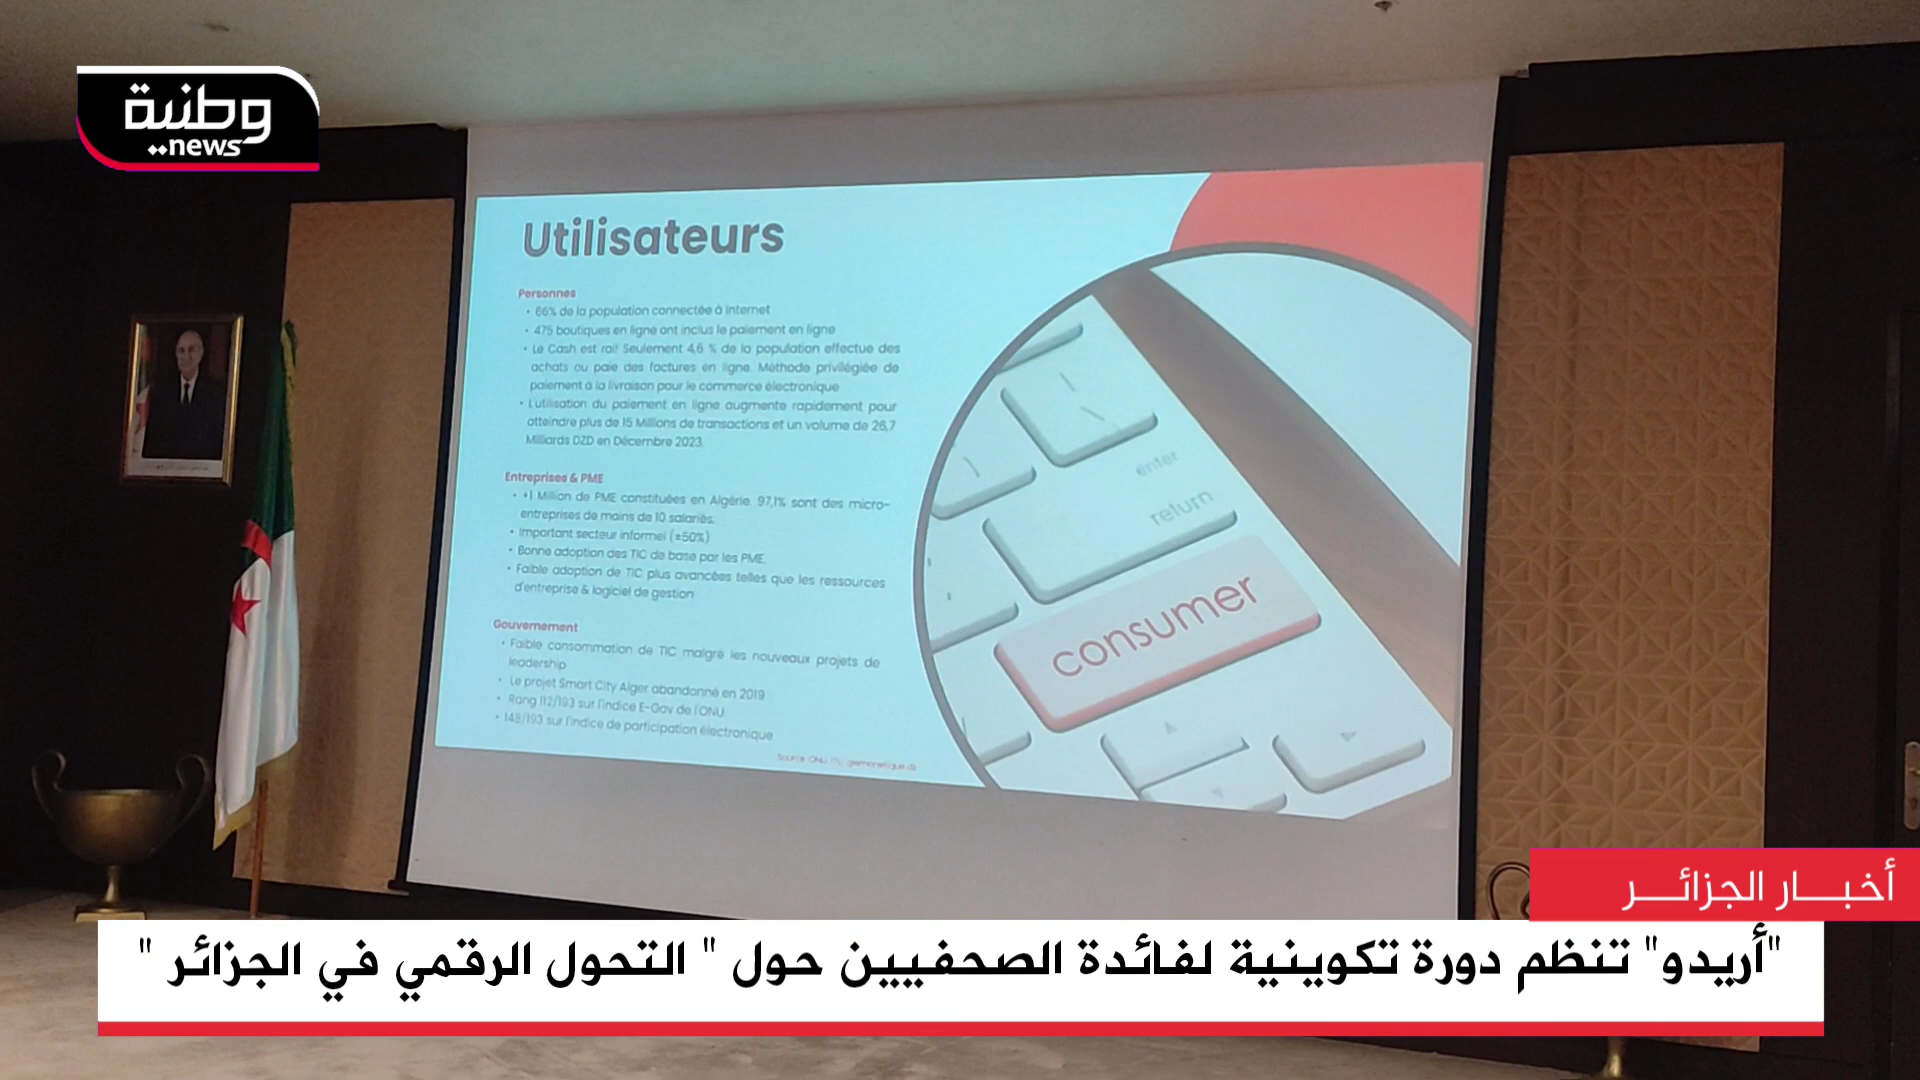 وطنية
news
Utilisateurs
Personnes
• 66% de la population connectée à Internet
• 475 boutiques en ligne ont inclus le paiement en ligne
• Le Cash est roi! Seulement 4,6 % de la population effectue des
achats ou paie des factures en ligne. Méthode privilégiée de
paiement à la livraison pour le commerce électronique
• L'utilisation du paiement en ligne augmente rapidement pour
atteindre plus de 15 Millions de transactions et un volume de 26,7
Milliards DZD en Décembre 2023.
Entreprises & PME
• +1 Million de PME constituées en Algérie. 97,1% sont des micro-
entreprises de moins de 10 salariés.
• Important secteur informel (±50%)
• Bonne adoption des TIC de base par les PME.
• Faible adoption de TIC plus avancées telles que les ressources
d'entreprise & logiciel de gestion
Gouvernement
• Faible consommation de TIC malgré les nouveaux projets de
leadership
• Le projet Smart City Alger abandonné en 2019
• Rang 112/193 sur l'indice E-Gov de l'ONU.
• 148/193 sur l'indice de participation électronique
Source: ONU
enter
return
consumer
أخبـــار الجزائـــر
"أريدو" تنظم دورة تكوينية لفائدة الصحفيين حول " التحول الرقمي في الجزائر "